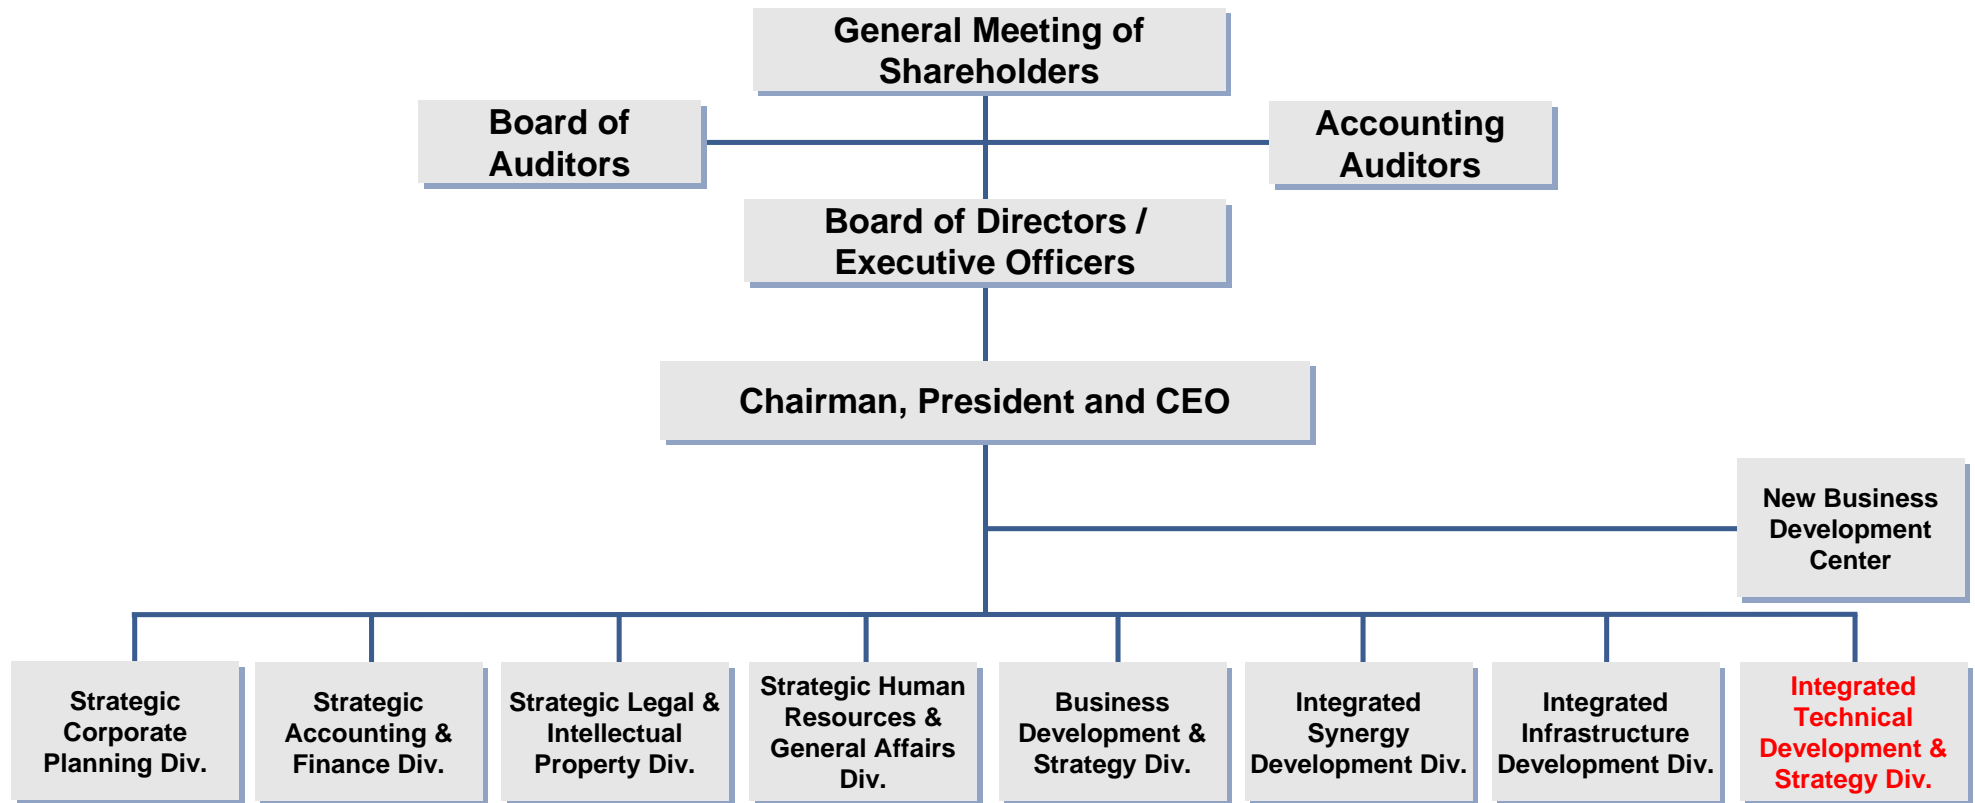 General Meeting of
Shareholders
Board of
Auditors
Accounting
Auditors
Board of Directors /
Executive Officers
Chairman, President and CEO
New Business
Development
Center
Strategic
Corporate
Planning Div.
Strategic
Accounting &
Finance Div.
Strategic Legal &
Intellectual
Property Div.
Strategic Human
Resources &
General Affairs
Div.
Business
Development &
Strategy Div.
Integrated
Synergy
Development Div.
Integrated
Infrastructure
Development Div.
Integrated
Technical
Development &
Strategy Div.